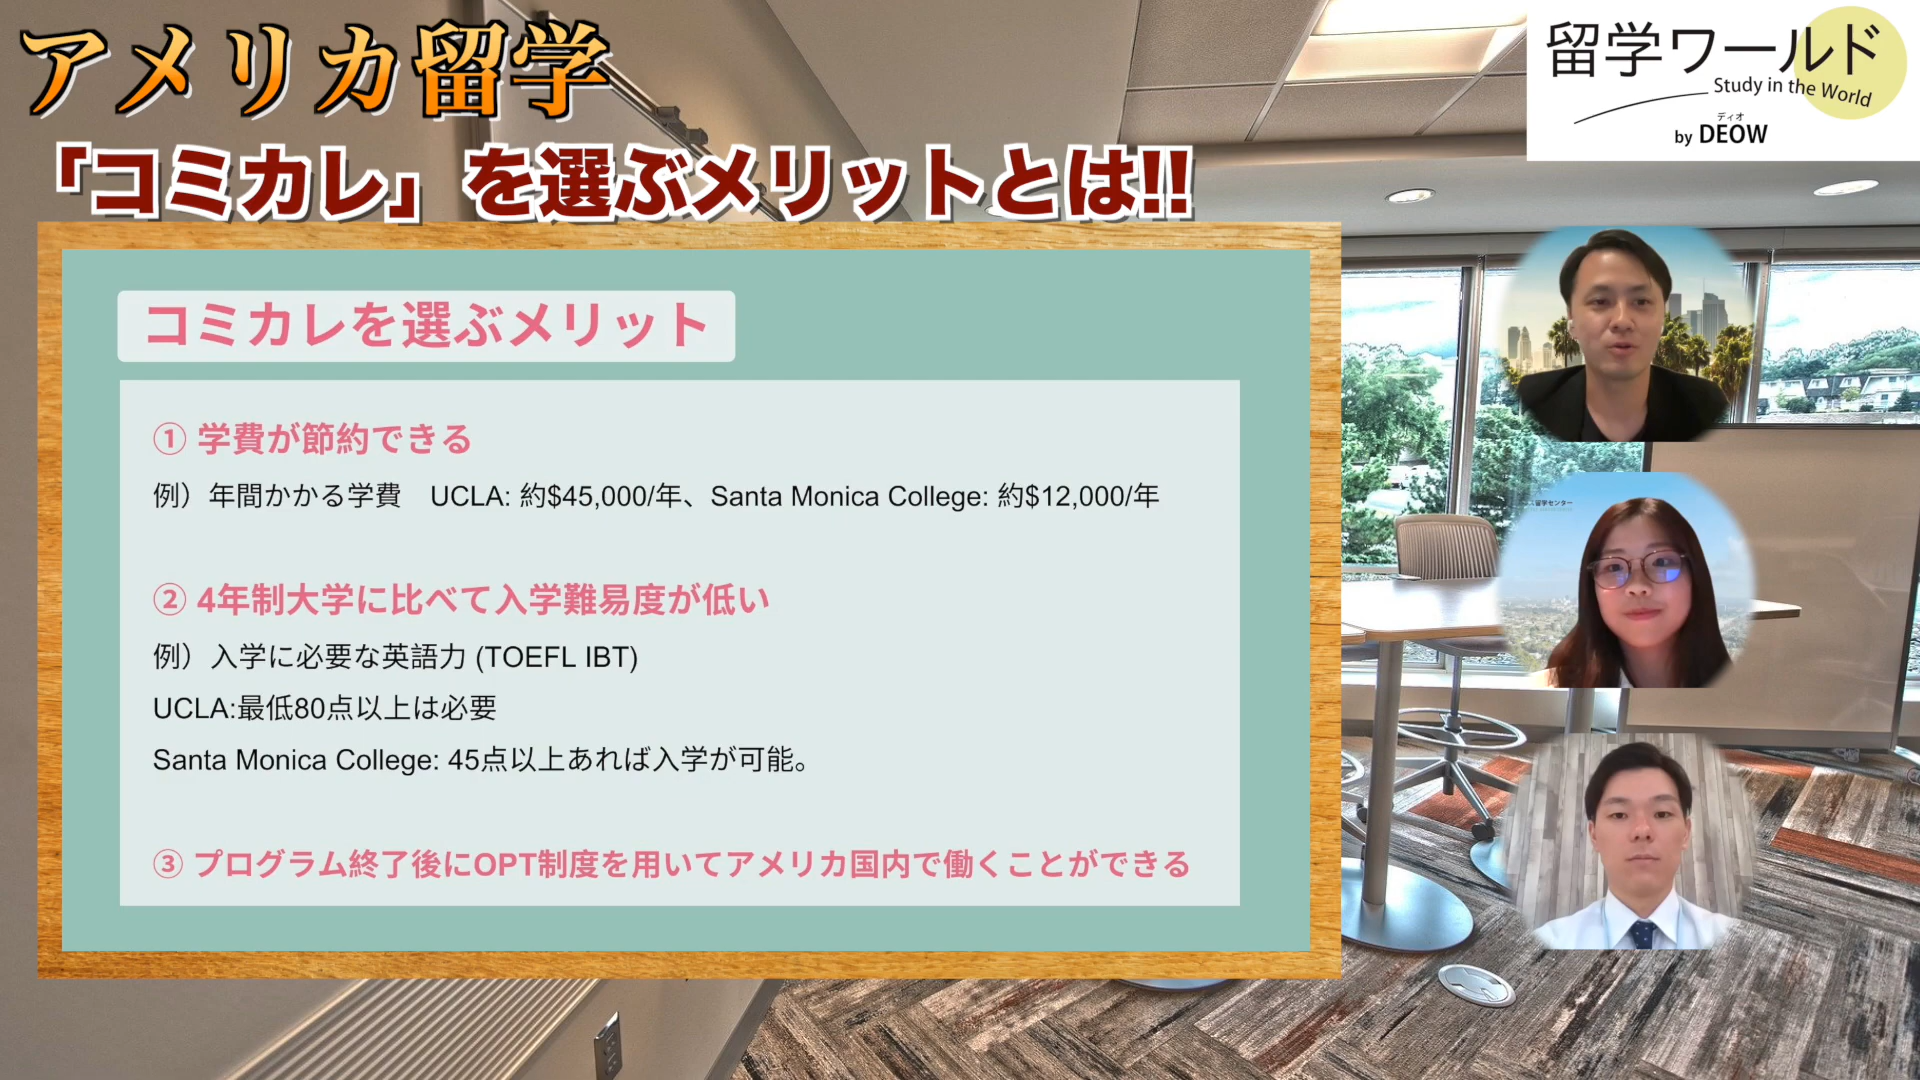 アメリカ留学
「コミカレ」を選ぶメリットとは!!
留学ワールド
Study in the World
ディオ
by DEOW
コミカレを選ぶメリット
① 学費が節約できる
例）年間かかる学費　UCLA: 約$45,000/年、Santa Monica College: 約$12,000/年
② 4年制大学に比べて入学難易度が低い
例）入学に必要な英語力 (TOEFL IBT)
UCLA:最低80点以上は必要
Santa Monica College: 45点以上あれば入学が可能。
③ プログラム終了後にOPT制度を用いてアメリカ国内で働くことができる
留学センター